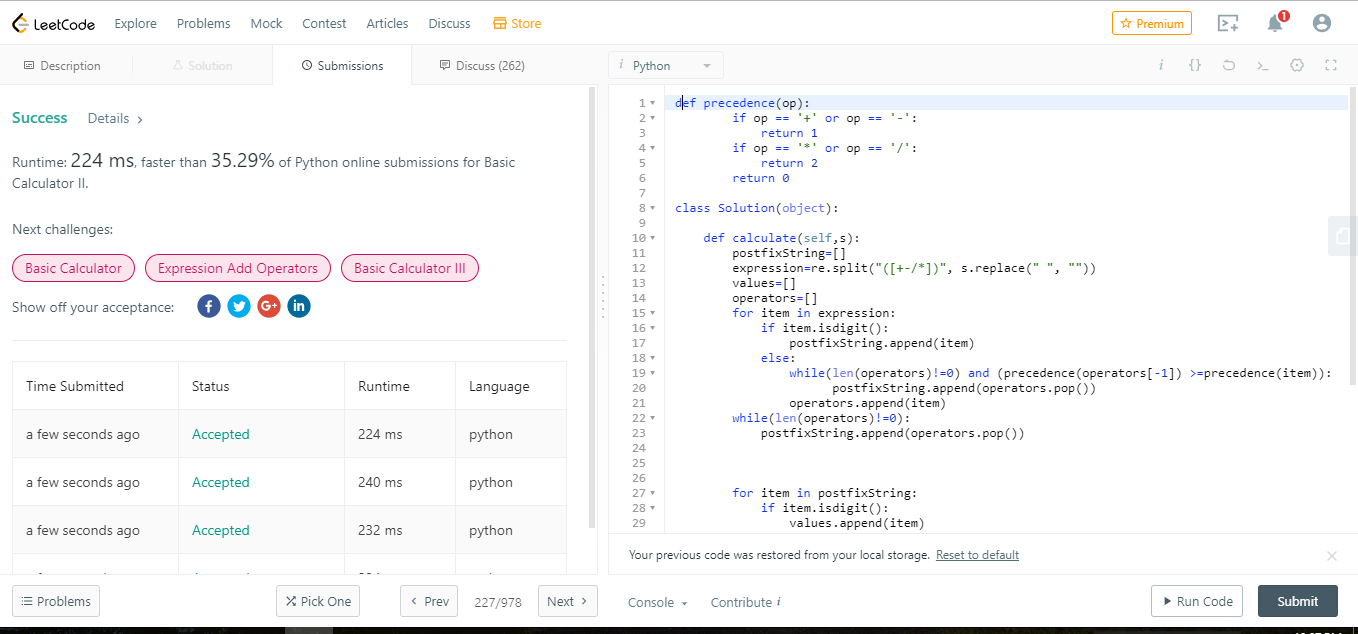 LeetCode Explore Problems Mock Contest Articles Discuss Store Premium 1
Description Solution Submissions Discuss (262) i Python i {}
Success Details
Runtime: 224 ms, faster than 35.29% of Python online submissions for Basic
Calculator II.
Next challenges:
Basic Calculator Expression Add Operators Basic Calculator III
Show off your acceptance: f G+ in
Time Submitted Status Runtime Language
a few seconds ago Accepted 224 ms python
a few seconds ago Accepted 240 ms python
a few seconds ago Accepted 232 ms python
1 def precedence(op):
2 if op == '+' or op == '-':
3 return 1
4 if op == '*' or op == '/':
5 return 2
6 return 0
7
8 class Solution(object):
9
10 def calculate(self,s):
11 postfixString=[]
12 expression=re.split("([+-/*])", s.replace(" ", ""))
13 values=[]
14 operators=[]
15 for item in expression:
16 if item.isdigit():
17 postfixString.append(item)
18 else:
19 while(len(operators)!=0) and (precedence(operators[-1]) >=precedence(item)):
20 postfixString.append(operators.pop())
21 operators.append(item)
22 while(len(operators)!=0):
23 postfixString.append(operators.pop())
24
25
26
27 for item in postfixString:
28 if item.isdigit():
29 values.append(item)
Your previous code was restored from your local storage. Reset to default
Problems Pick One Prev 227/978 Next Console Contribute i Run Code Submit